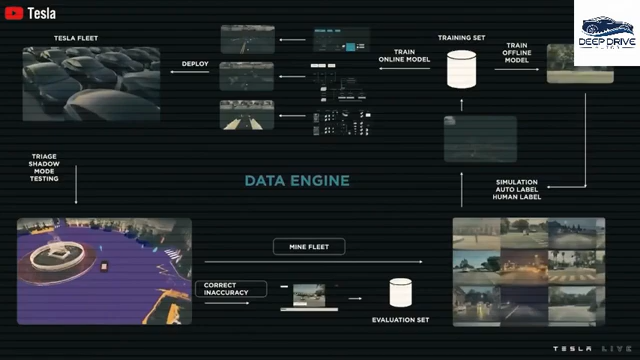 Tesla
DEEP DRIVE
TESLA FLEET
DEPLOY
TRAIN
ONLINE MODEL
TRAINING SET
TRAIN
OFFLINE
MODEL
TRIAGE
SHADOW
MODE
TESTING
DATA ENGINE
SIMULATION
AUTO LABEL
HUMAN LABEL
MINE FLEET
CORRECT
INACCURACY
EVALUATION SET
TESLA LIVE